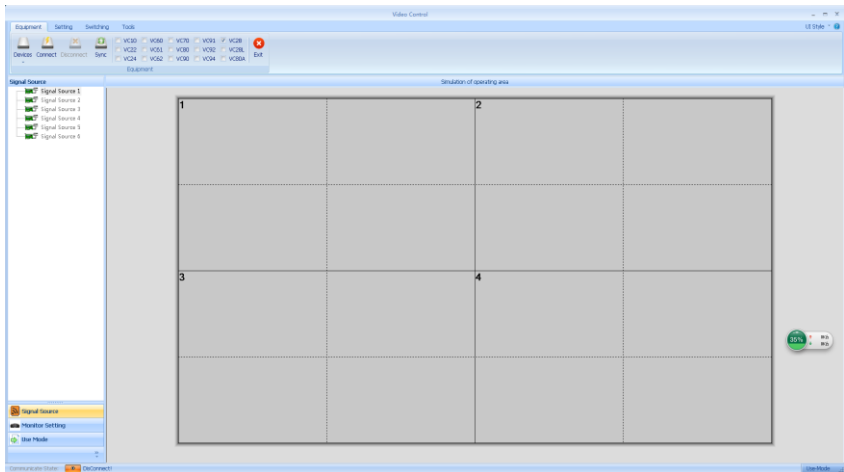 Video Control
Equipment Setting Switching Tools
UI Style
VC10 VC60 VC70 VC91 VC28
VC22 VC61 VC80 VC92 VC28L
VC24 VC62 VC90 VC94 VC80A
Devices Connect Disconnect Sync
Exit
Equipment
Signal Source
Simulation of operating area
Signal Source 1
Signal Source 2
Signal Source 3
Signal Source 4
Signal Source 5
Signal Source 6
1
2
3
4
35%
Signal Source
Monitor Setting
Use Mode
Communicate State: DisConnect!
Use Mode